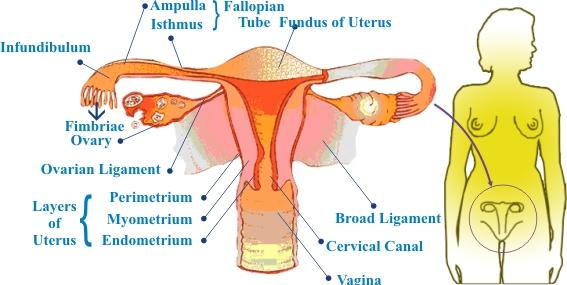 Ampulla
Isthmus
Fallopian
Tube
Fundus of Uterus
Infundibulum
Fimbriae
Ovary
Ovarian Ligament
Layers
of
Uterus
Perimetrium
Myometrium
Endometrium
Broad Ligament
Cervical Canal
Vagina